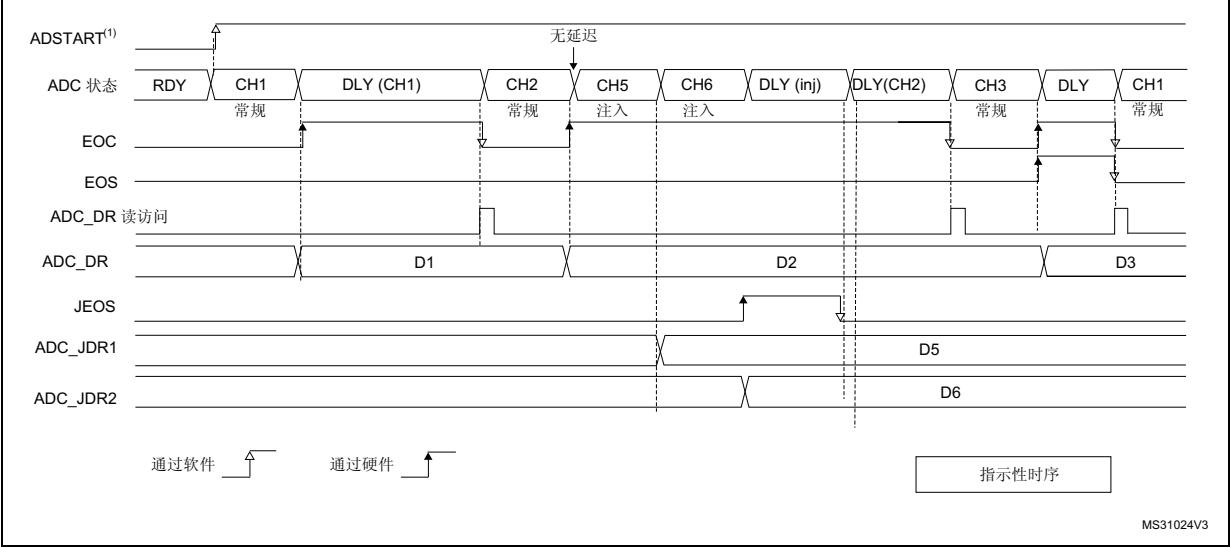 ADSTART(1)
无延迟
ADC 状态 RDY CH1 DLY (CH1) CH2 CH5 CH6 DLY (inj) DLY(CH2) CH3 DLY CH1
常规 常规 注入 注入 常规 常规
EOC
EOS
ADC_DR 读访问
ADC_DR D1 D2 D3
JEOS
ADC_JDR1 D5
ADC_JDR2 D6
通过软件 通过硬件 指示性时序
MS31024V3